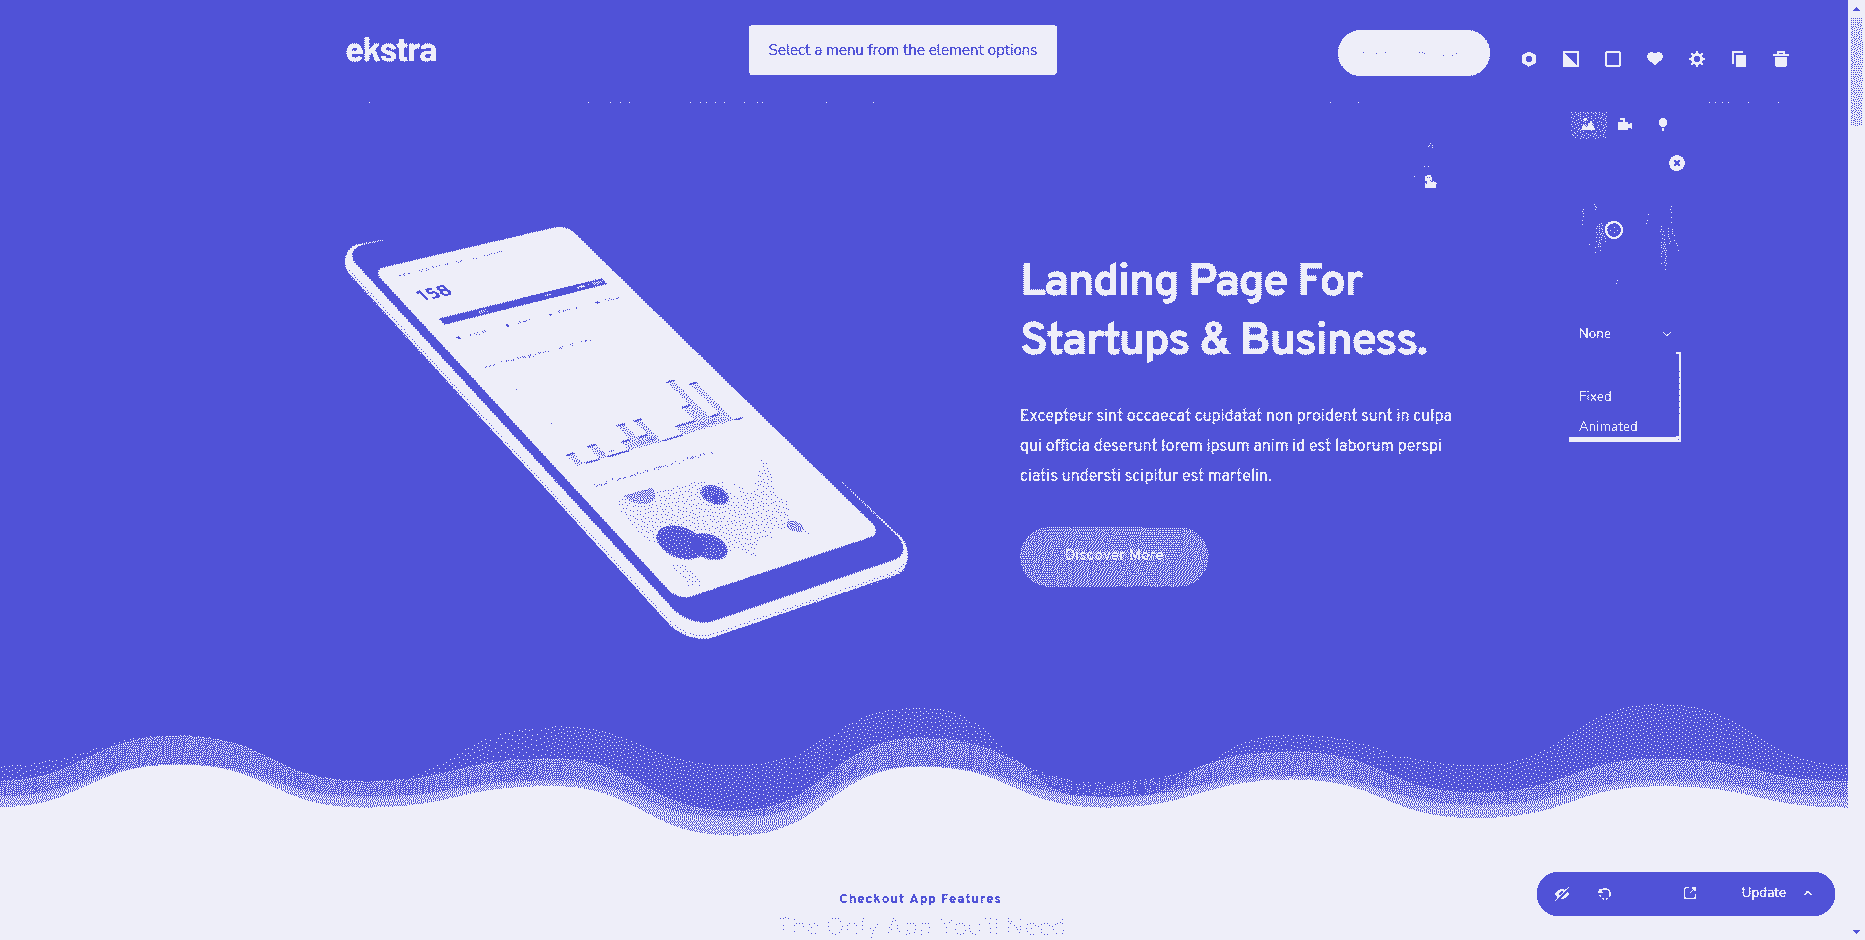 ekstra
Select a menu from the element options
158
Landing Page For
Startups & Business.
Excepteur sint occaecat cupidatat non proident sunt in culpa
qui officia deserunt lorem ipsum anim id est laborum perspi
ciatis understi scipitur est martelin.
Discover More
None
Fixed
Animated
Checkout App Features
The Only App You'll Need
Update